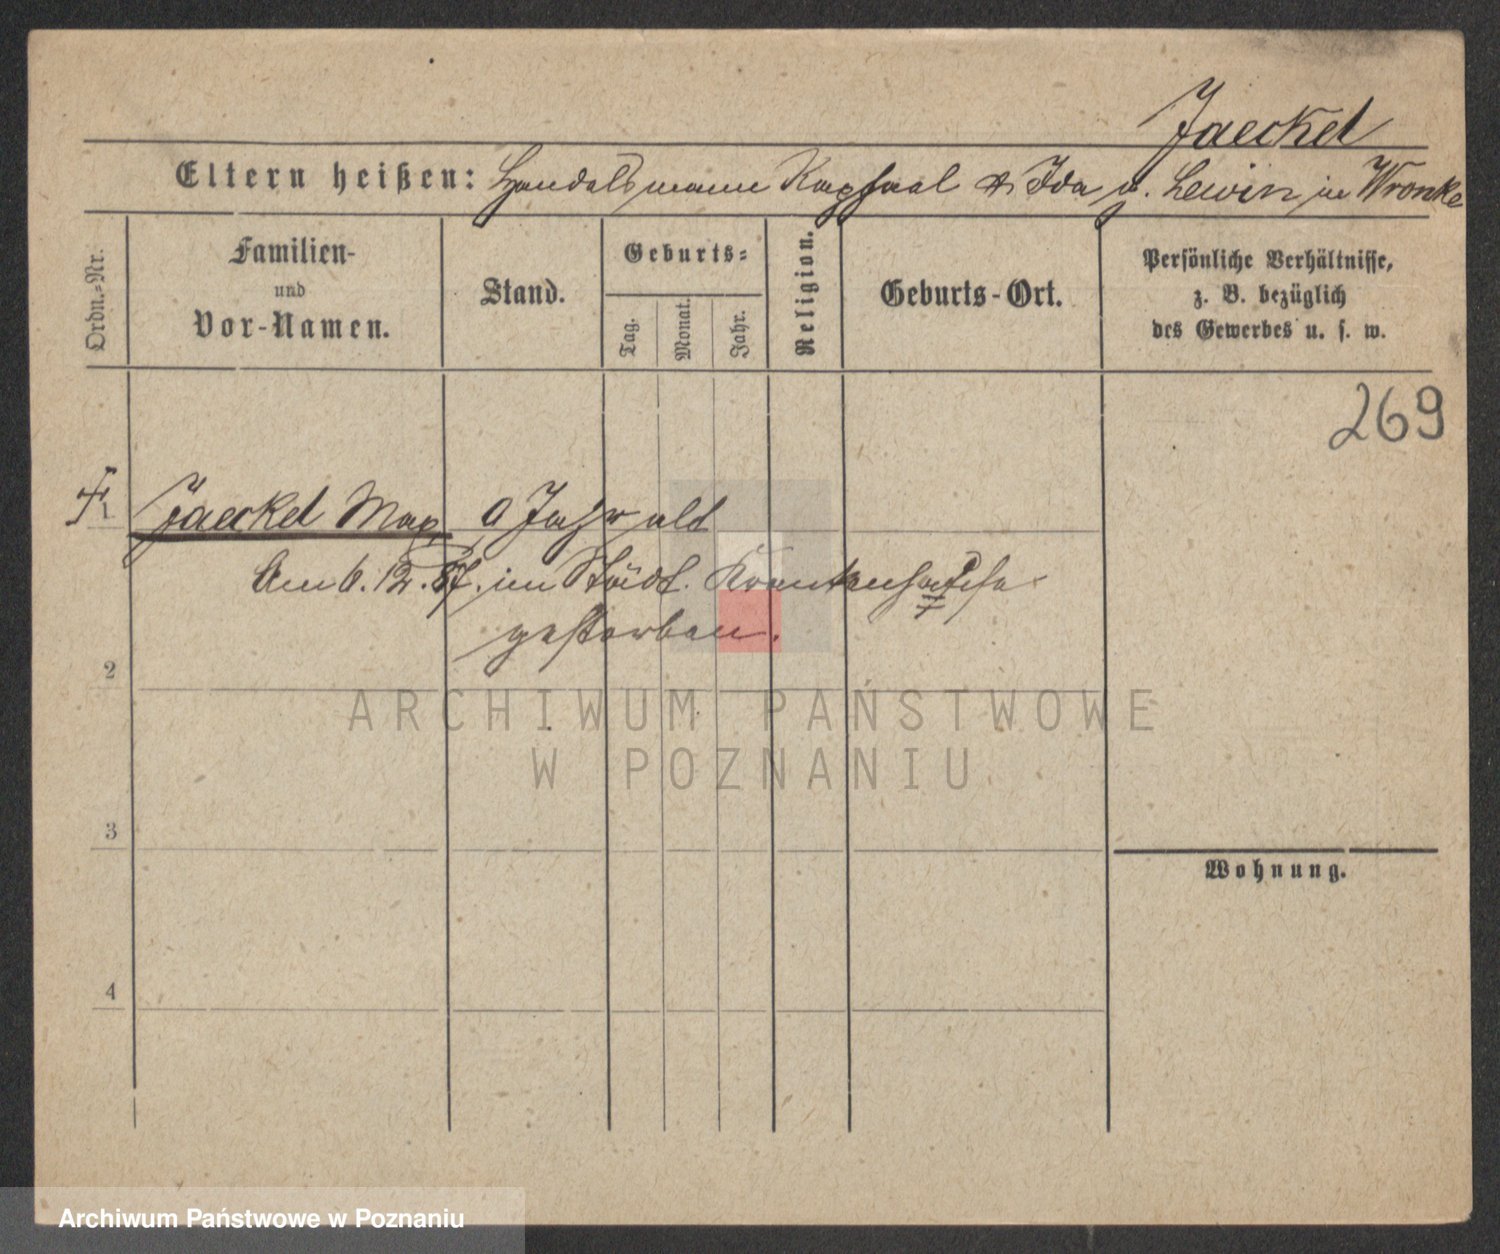 Jaeckel
Eltern heißen: Handelsmann Raphael & Ida g. Lewin in Wronke
Ordn.-Nr.
Familien-
und
Vor-Namen.
Stand.
Geburts-
Tag.
Monat.
Jahr.
Religion.
Geburts-Ort.
Persönliche Verhältnisse,
z. B. bezüglich
des Gewerbes u. s. w.
269
1 Jaeckel Max, 9 Jahr alt
Am 6.12.87. im Städt. Krankenhause
gestorben.
2
ARCHIWUM PAŃSTWOWE
W POZNANIU
3
Wohnung.
4
Archiwum Państwowe w Poznaniu